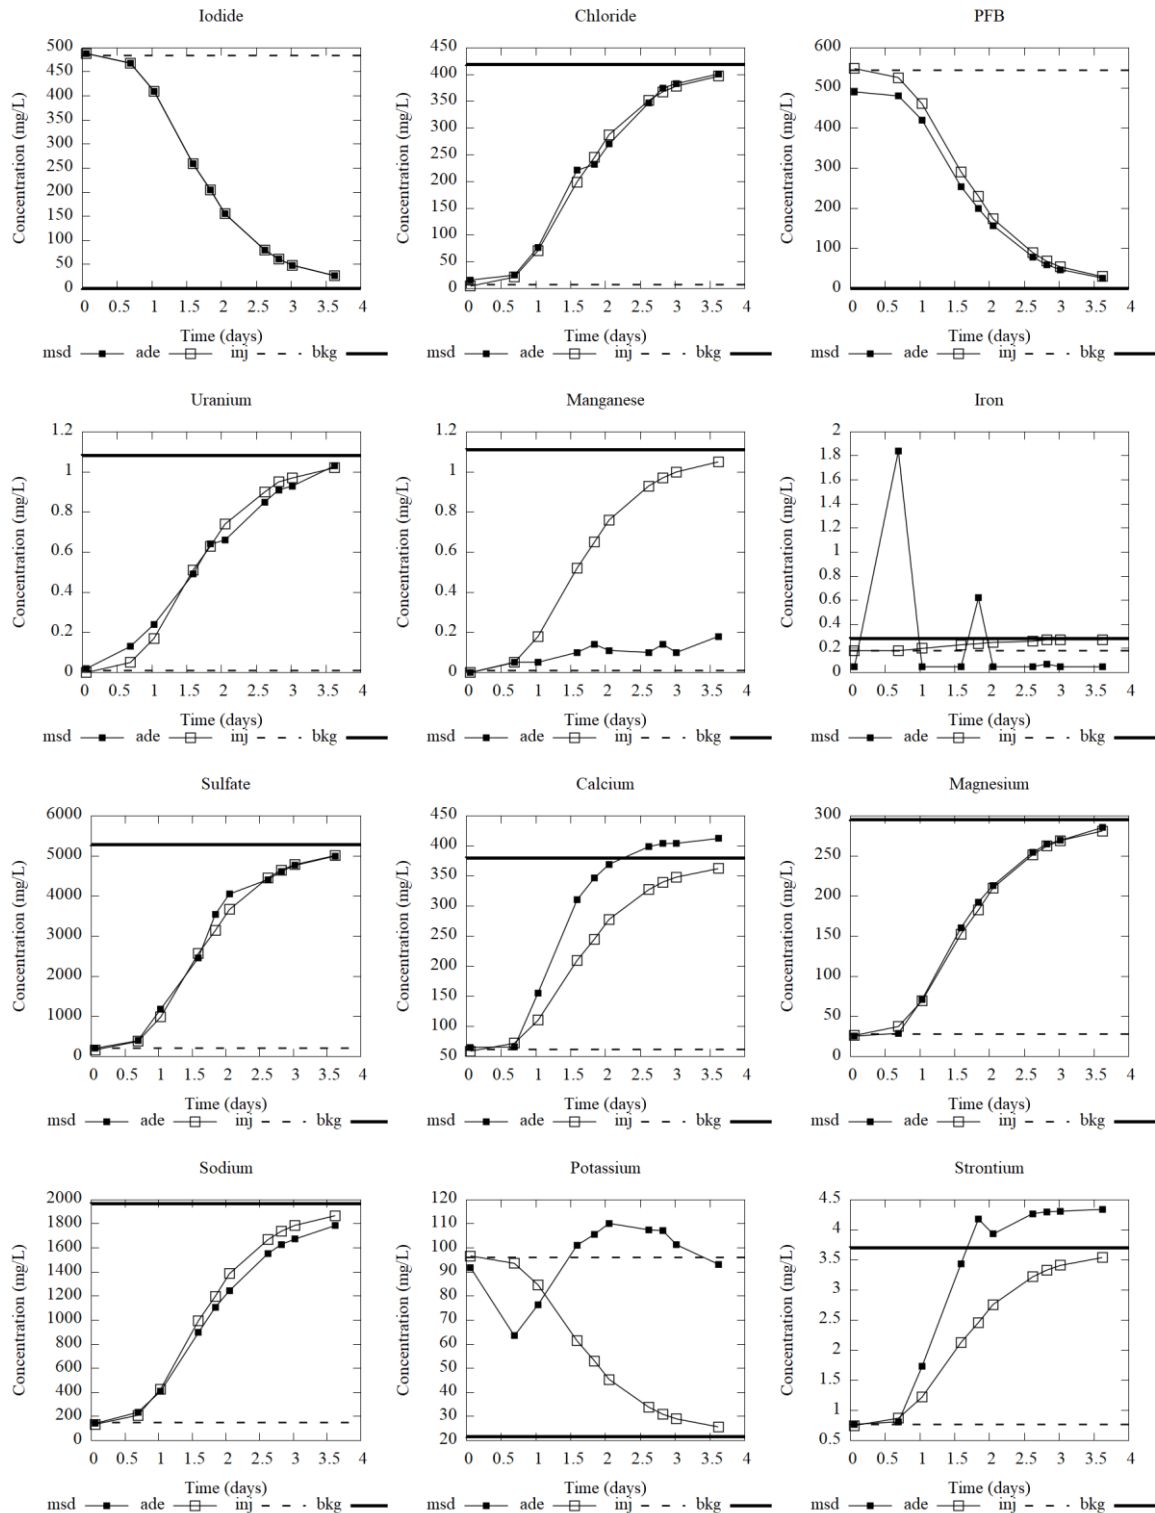 Iodide Chloride PFB
Concentration (mg/L) 500 450 400 350 300 250 200 150 100 50 0
0 0.5 1 1.5 2 2.5 3 3.5 4
Time (days)
msd ade inj bkg
Concentration (mg/L) 450 400 350 300 250 200 150 100 50 0
0 0.5 1 1.5 2 2.5 3 3.5 4
Time (days)
msd ade inj bkg
Concentration (mg/L) 600 500 400 300 200 100 0
0 0.5 1 1.5 2 2.5 3 3.5 4
Time (days)
msd ade inj bkg
Uranium Manganese Iron
Concentration (mg/L) 1.2 1 0.8 0.6 0.4 0.2 0
0 0.5 1 1.5 2 2.5 3 3.5 4
Time (days)
msd ade inj bkg
Concentration (mg/L) 1.2 1 0.8 0.6 0.4 0.2 0
0 0.5 1 1.5 2 2.5 3 3.5 4
Time (days)
msd ade inj bkg
Concentration (mg/L) 2 1.8 1.6 1.4 1.2 1 0.8 0.6 0.4 0.2 0
0 0.5 1 1.5 2 2.5 3 3.5 4
Time (days)
msd ade inj bkg
Sulfate Calcium Magnesium
Concentration (mg/L) 6000 5000 4000 3000 2000 1000 0
0 0.5 1 1.5 2 2.5 3 3.5 4
Time (days)
msd ade inj bkg
Concentration (mg/L) 450 400 350 300 250 200 150 100 50
0 0.5 1 1.5 2 2.5 3 3.5 4
Time (days)
msd ade inj bkg
Concentration (mg/L) 300 250 200 150 100 50 0
0 0.5 1 1.5 2 2.5 3 3.5 4
Time (days)
msd ade inj bkg
Sodium Potassium Strontium
Concentration (mg/L) 2000 1800 1600 1400 1200 1000 800 600 400 200 0
0 0.5 1 1.5 2 2.5 3 3.5 4
Time (days)
msd ade inj bkg
Concentration (mg/L) 120 110 100 90 80 70 60 50 40 30 20
0 0.5 1 1.5 2 2.5 3 3.5 4
Time (days)
msd ade inj bkg
Concentration (mg/L) 4.5 4 3.5 3 2.5 2 1.5 1 0.5
0 0.5 1 1.5 2 2.5 3 3.5 4
Time (days)
msd ade inj bkg